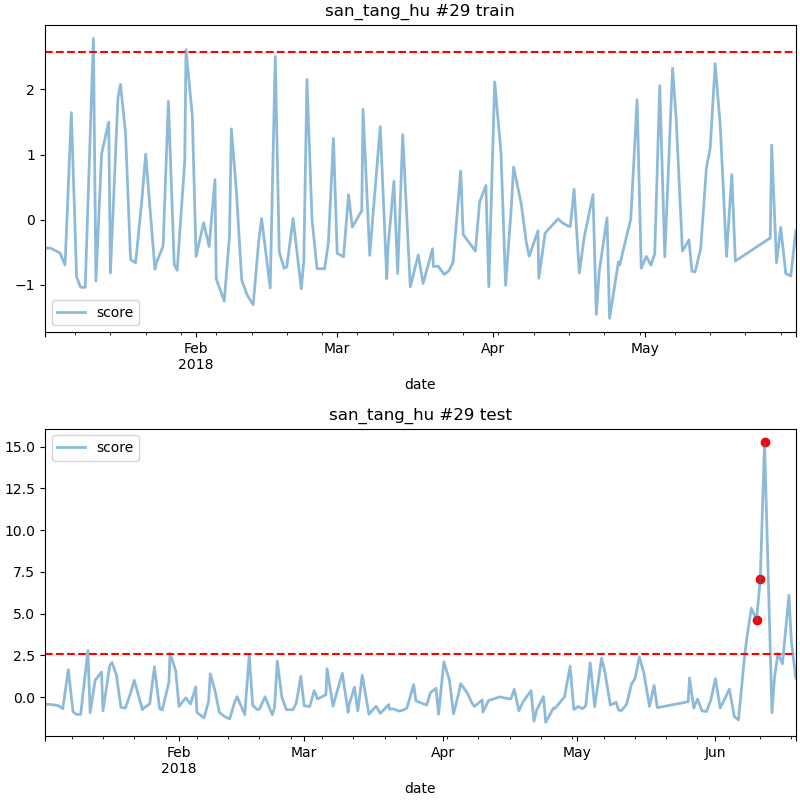 san_tang_hu #29 train
2
1
0
−1
score
Feb
2018
Mar
Apr
May
date
san_tang_hu #29 test
15.0
12.5
10.0
7.5
5.0
2.5
0.0
score
Feb
2018
Mar
Apr
May
Jun
date